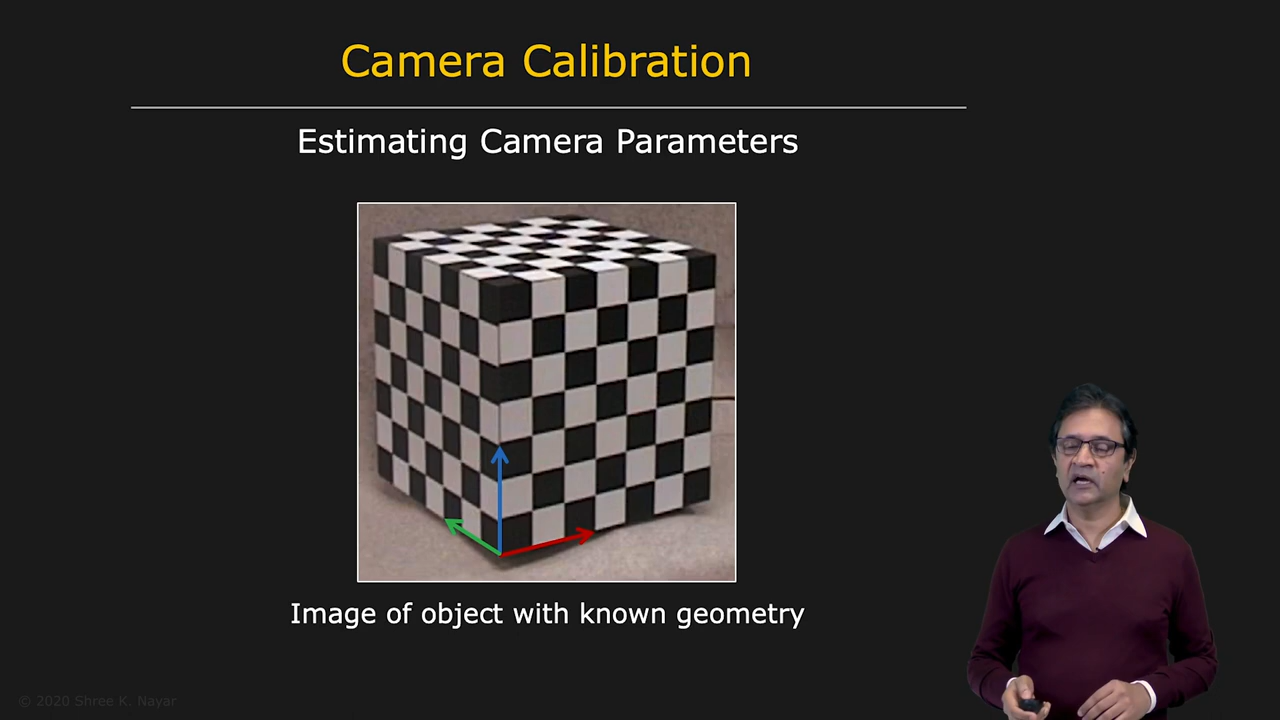 Camera Calibration
Estimating Camera Parameters
Image of object with known geometry
© 2020 Shree K. Nayar